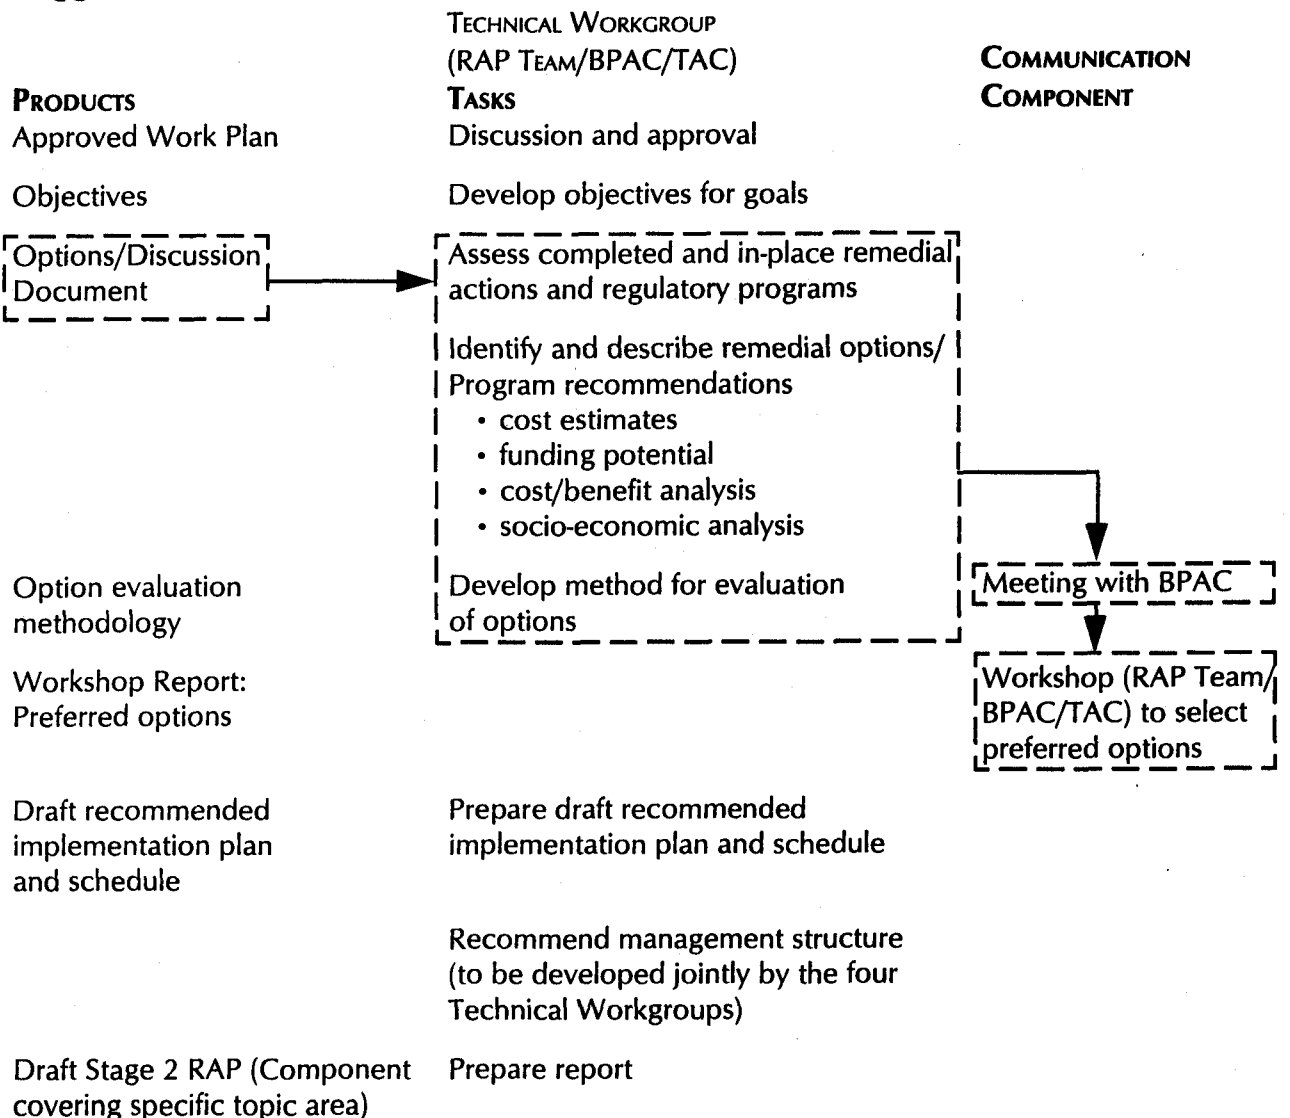 TECHNICAL WORKGROUP
(RAP TEAM/BPAC/TAC)
TASKS
COMMUNICATION
COMPONENT
PRODUCTS
Approved Work Plan
Discussion and approval
Objectives
Develop objectives for goals
Options/Discussion
Document
Assess completed and in-place remedial
actions and regulatory programs
Identify and describe remedial options/
Program recommendations
• cost estimates
• funding potential
• cost/benefit analysis
• socio-economic analysis
Option evaluation
methodology
Develop method for evaluation
of options
Meeting with BPAC
Workshop Report:
Preferred options
Workshop (RAP Team/
BPAC/TAC) to select
preferred options
Draft recommended
implementation plan
and schedule
Prepare draft recommended
implementation plan and schedule
Recommend management structure
(to be developed jointly by the four
Technical Workgroups)
Draft Stage 2 RAP (Component
covering specific topic area)
Prepare report